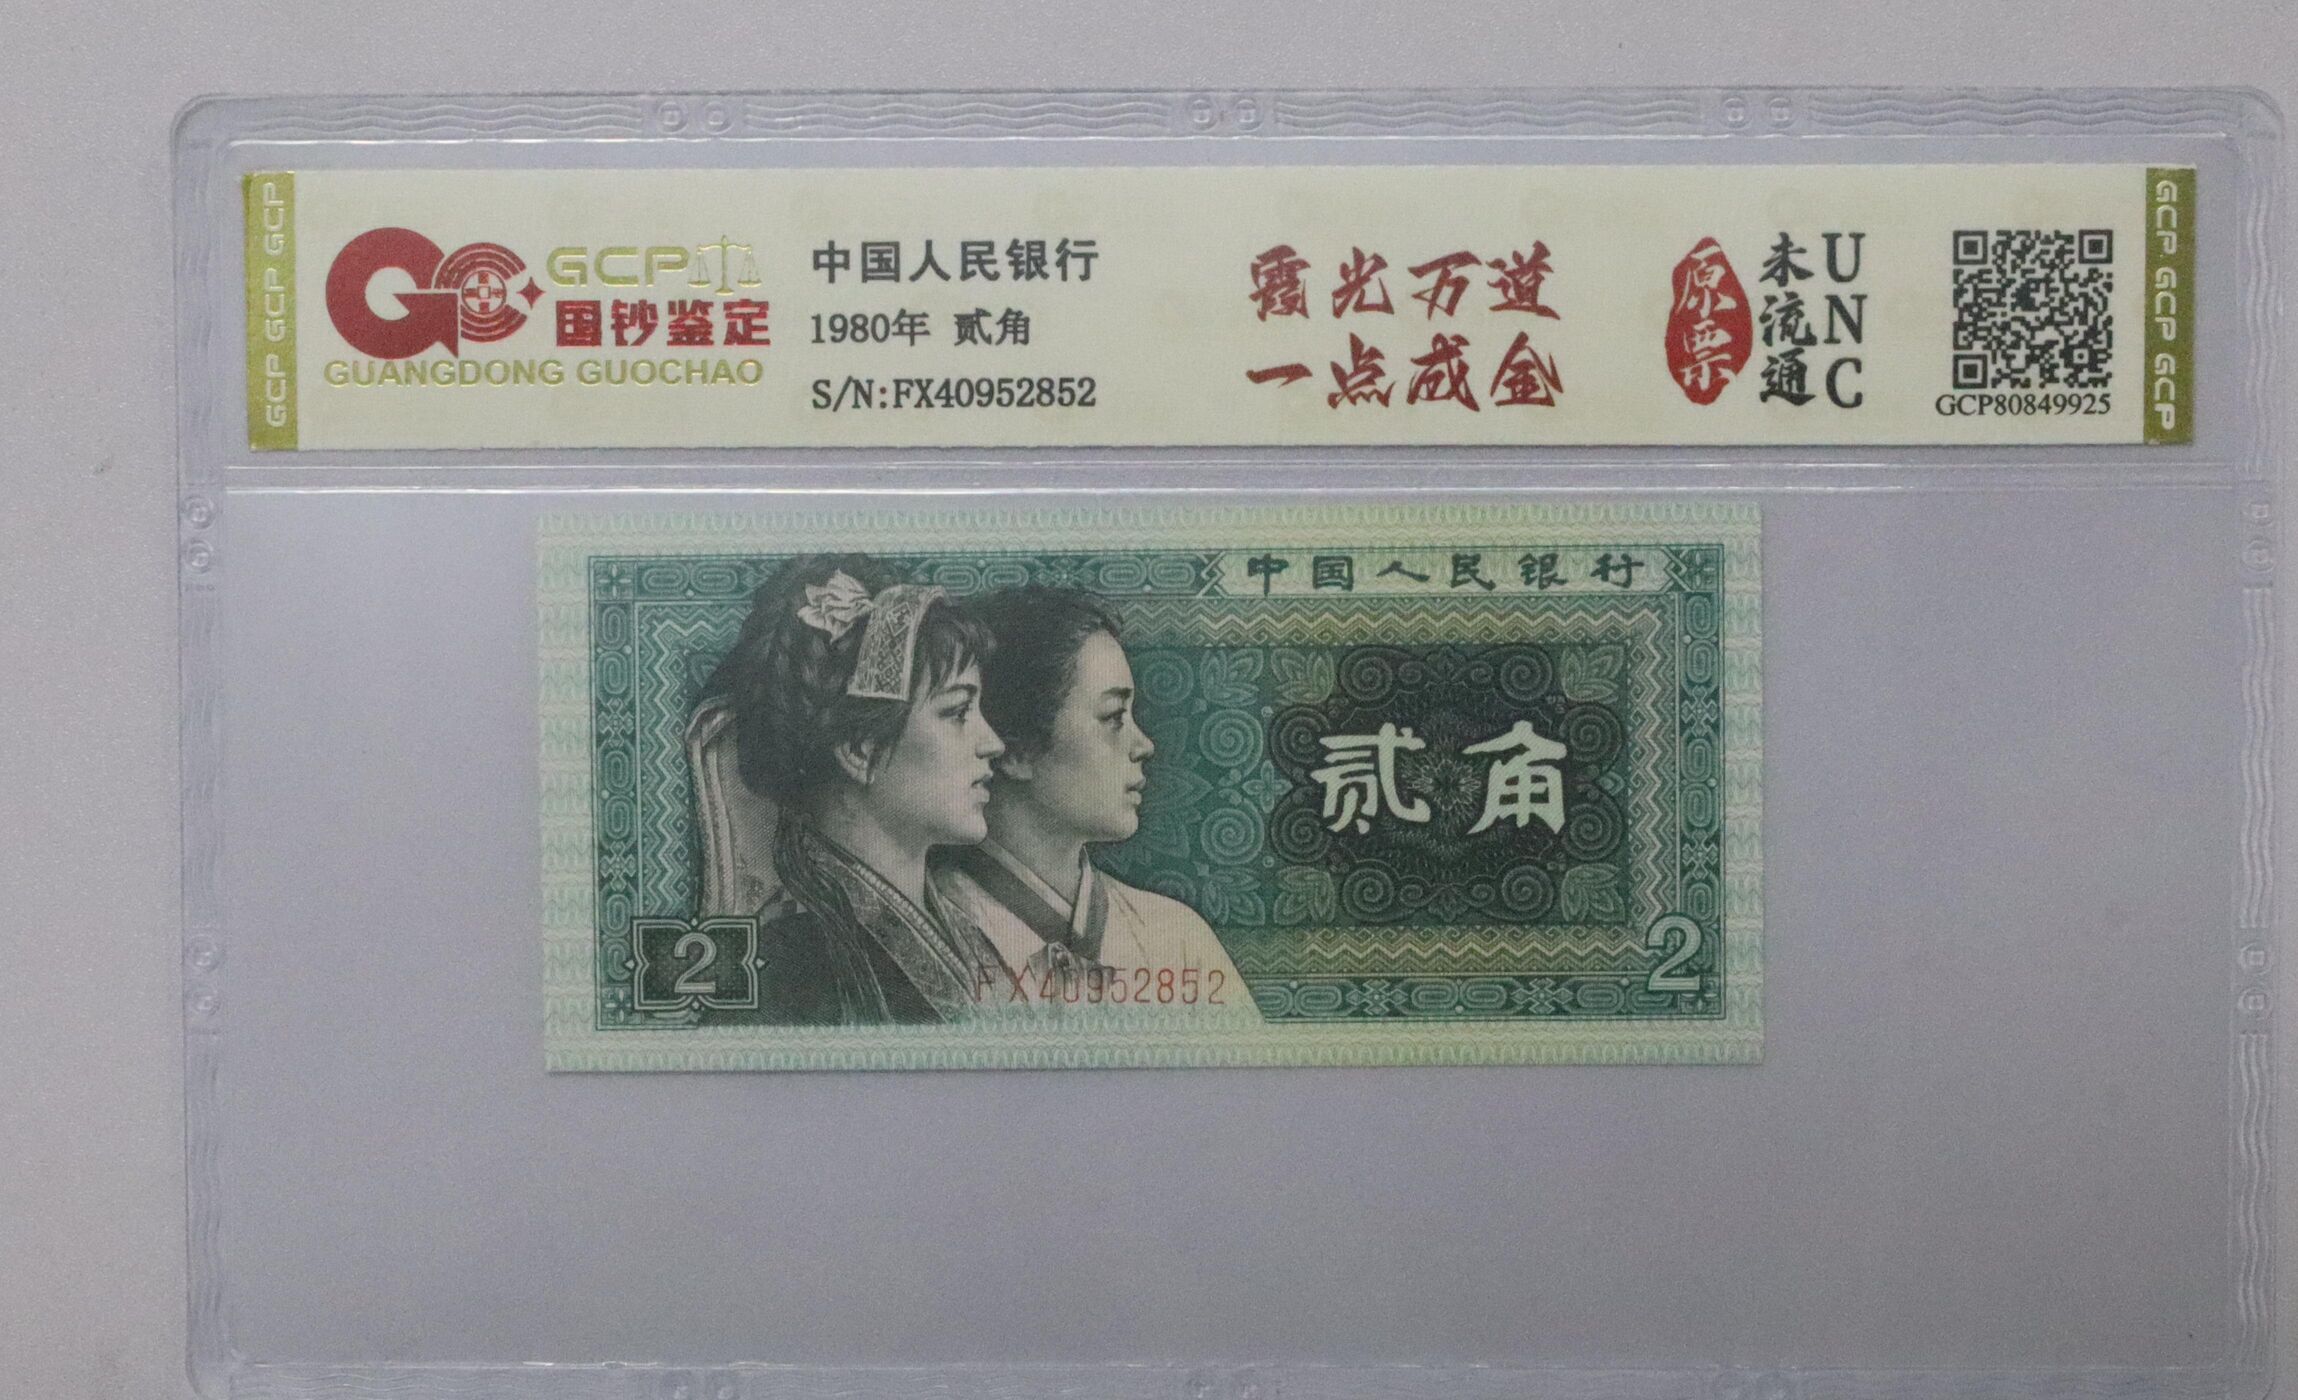 GCP GCP GCP
GCP
国钞鉴定
GUANGDONG GUOCHAO
中国人民银行
1980年 贰角
S/N:FX40952852
霞光万道
一点成金
原票
未流通
UNC
GCP80849925
GCP GCP GCP
中国人民银行
贰角
2
2
FX40952852